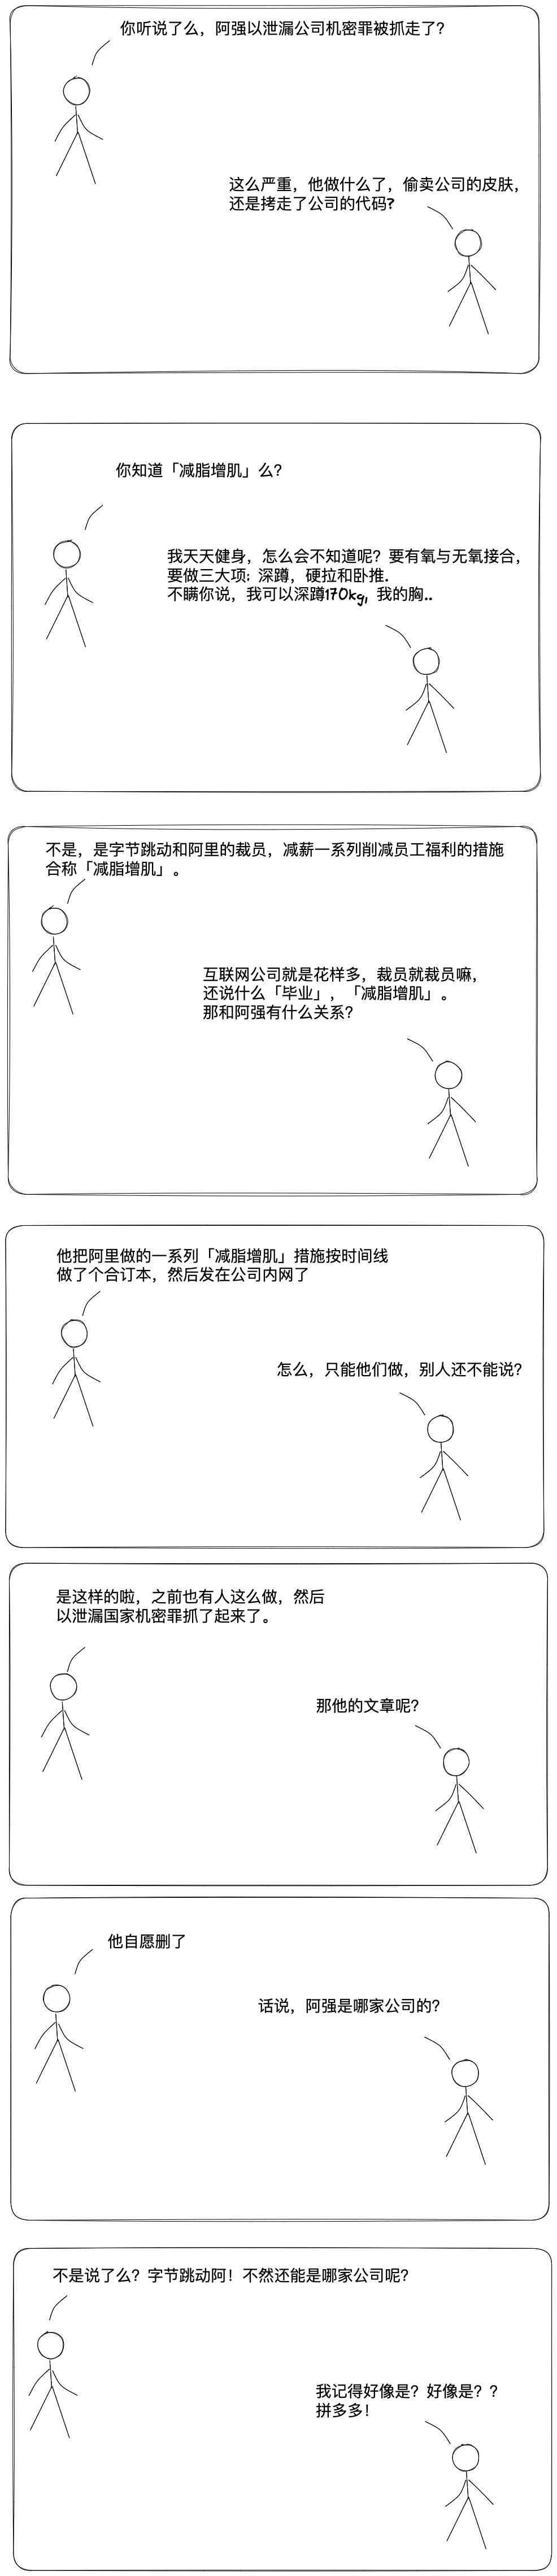 你听说了么，阿强以泄漏公司机密罪被抓走了？
这么严重，他做什么了，偷卖公司的皮肤，
还是拷走了公司的代码?
你知道「减脂增肌」么？
我天天健身，怎么会不知道呢？要有氧与无氧接合，
要做三大项: 深蹲，硬拉和卧推.
不瞒你说，我可以深蹲170kg, 我的胸..
不是，是字节跳动和阿里的裁员，减薪一系列削减员工福利的措施
合称「减脂增肌」。
互联网公司就是花样多，裁员就裁员嘛，
还说什么「毕业」，「减脂增肌」。
那和阿强有什么关系？
他把阿里做的一系列「减脂增肌」措施按时间线
做了个合订本，然后发在公司内网了
怎么，只能他们做，别人还不能说？
是这样的啦，之前也有人这么做，然后
以泄漏国家机密罪抓了起来了。
那他的文章呢？
他自愿删了
话说，阿强是哪家公司的？
不是说了么？字节跳动阿！不然还能是哪家公司呢？
我记得好像是？好像是？？
拼多多！